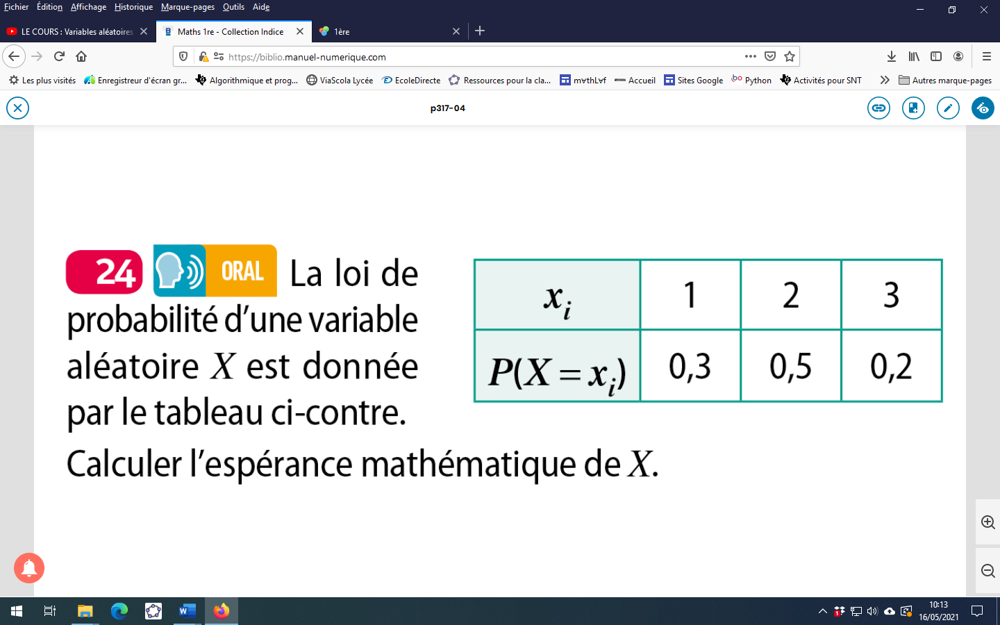 Fichier Édition Affichage Historique Marque-pages Outils Aide
LE COURS : Variables aléatoires Maths 1re - Collection Indice 1ère
https://biblio.manuel-numerique.com
Les plus visités Enregistreur d'écran gr... Algorithmique et prog... ViaScola Lycée EcoleDirecte Ressources pour la cla... m∀thL∀f Accueil Sites Google Python Activités pour SNT Autres marque-pages
p317-04
24 ORAL La loi de
probabilité d'une variable
aléatoire X est donnée
par le tableau ci-contre.
xi 1 2 3
P(X = xi) 0,3 0,5 0,2
Calculer l'espérance mathématique de X.
10:13
16/05/2021